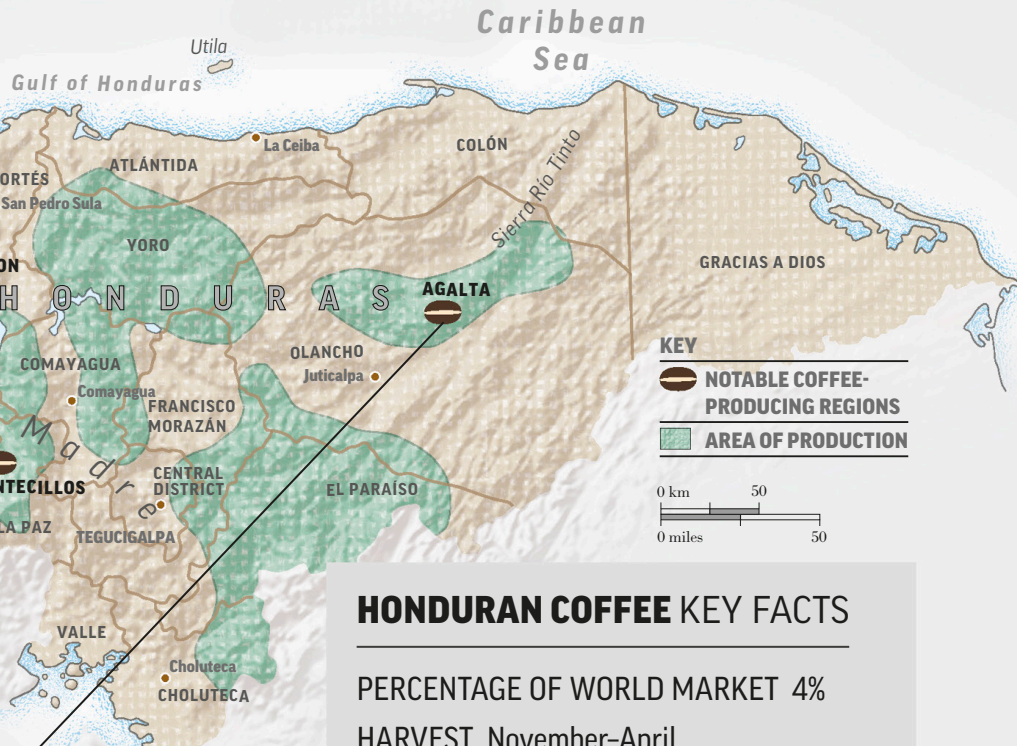 Caribbean
Sea
Utila
Gulf of Honduras
La Ceiba
COLÓN
ATLÁNTIDA
ORTÉS
San Pedro Sula
Sierra Río Tinto
YORO
GRACIAS A DIOS
ON
HONDURAS
AGALTA
OLANCHO
Juticalpa
COMAYAGUA
Comayagua
FRANCISCO
MORAZÁN
KEY
NOTABLE COFFEE-
PRODUCING REGIONS
AREA OF PRODUCTION
Madre
NTECILLOS
CENTRAL
DISTRICT
EL PARAÍSO
0 km 50
0 miles 50
LA PAZ
TEGUCIGALPA
VALLE
Choluteca
CHOLUTECA
HONDURAN COFFEE KEY FACTS
PERCENTAGE OF WORLD MARKET 4%
HARVEST November–April